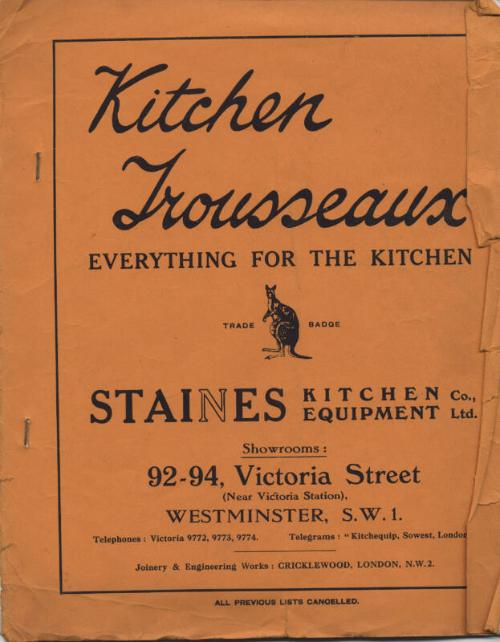 Kitchen
Trousseaux
EVERYTHING FOR THE KITCHEN
TRADE BADGE
STAINES KITCHEN EQUIPMENT Co., Ltd.
Showrooms :
92-94, Victoria Street
(Near Victoria Station),
WESTMINSTER, S.W.1.
Telephones : Victoria 9772, 9773, 9774. Telegrams : "Kitchequip, Sowest, London
Joinery & Engineering Works : CRICKLEWOOD, LONDON, N.W.2.
ALL PREVIOUS LISTS CANCELLED.